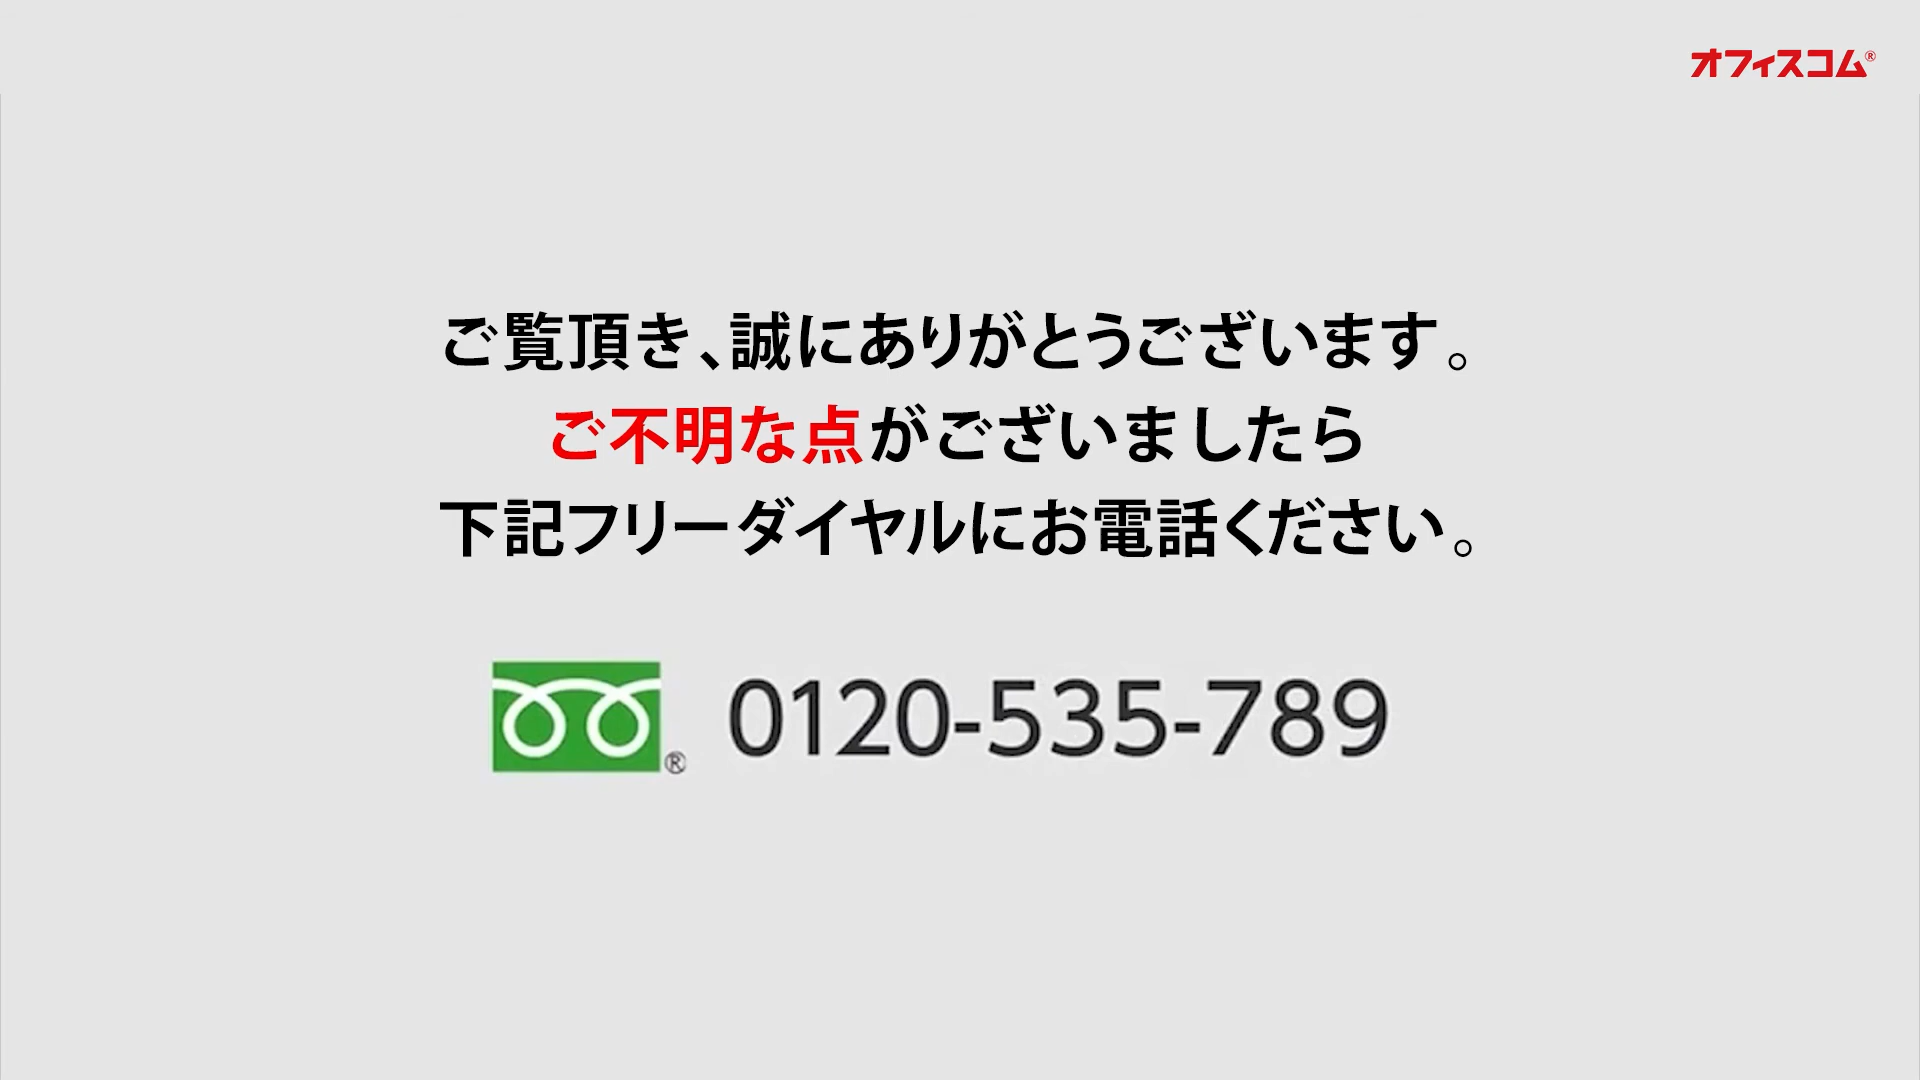 オフィスコム®
ご覧頂き、誠にありがとうございます。
ご不明な点がございましたら
下記フリーダイヤルにお電話ください。
® 0120-535-789